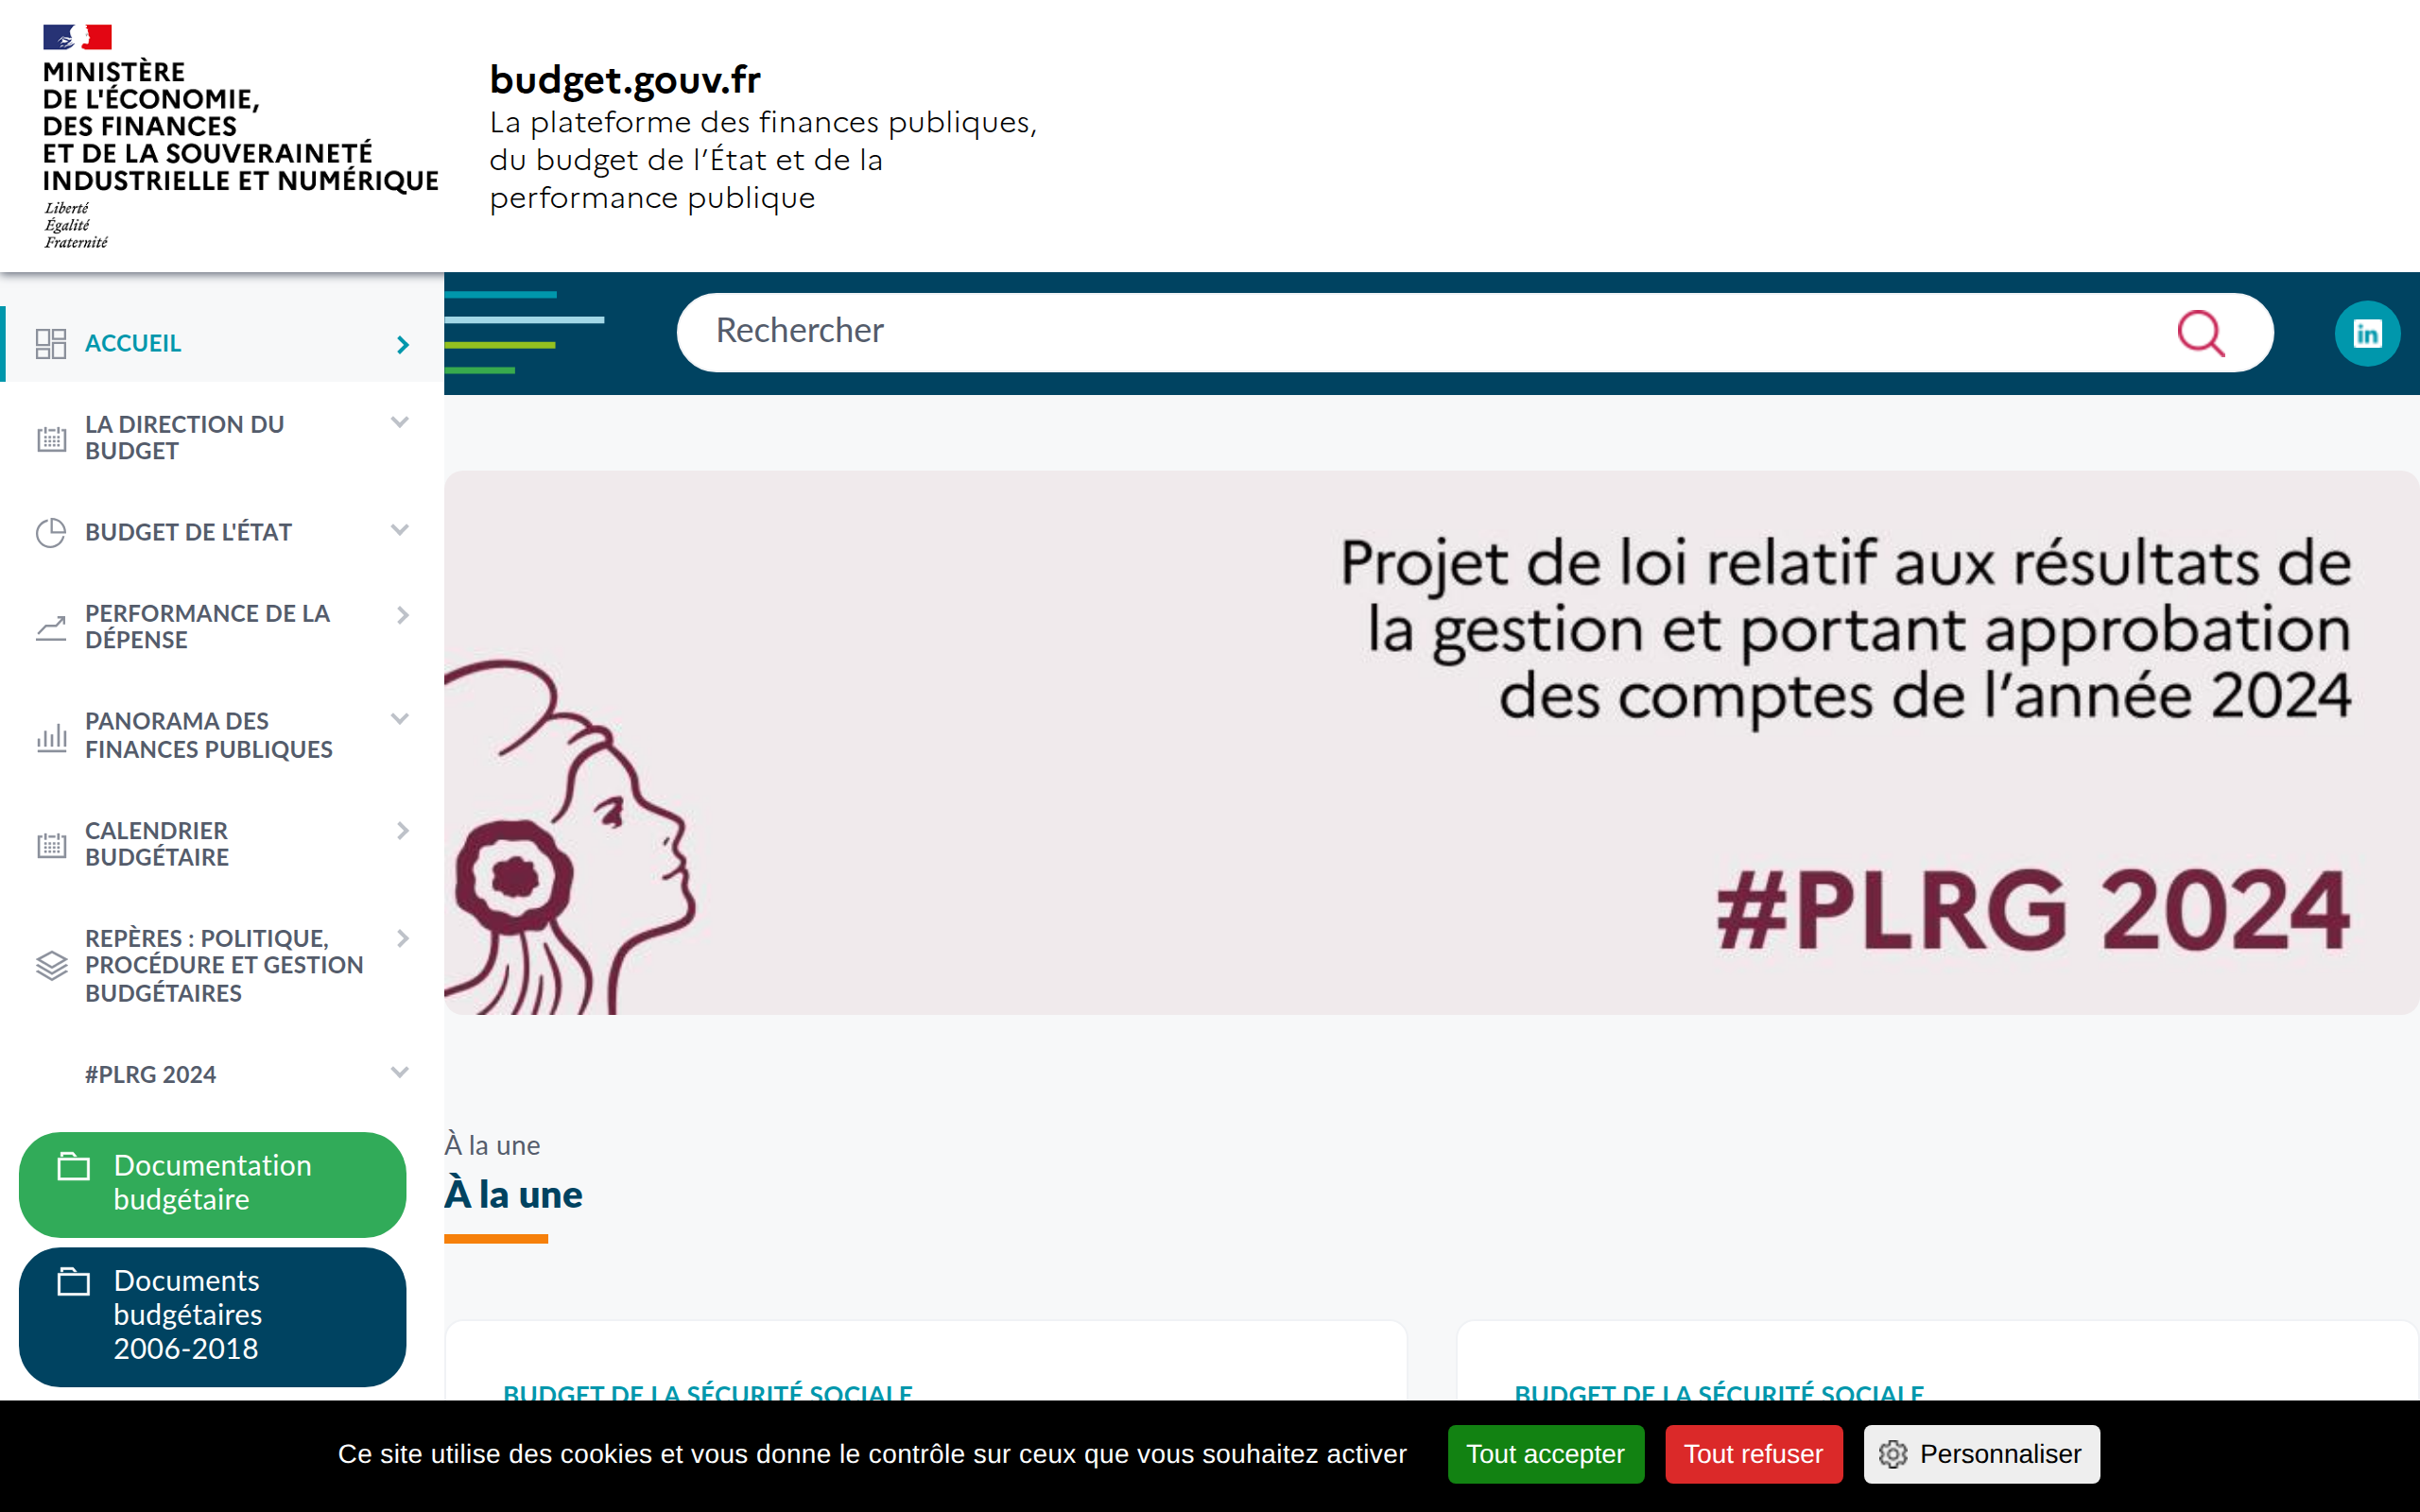 MINISTÈRE
DE L'ÉCONOMIE,
DES FINANCES
ET DE LA SOUVERAINETÉ
INDUSTRIELLE ET NUMÉRIQUE
Liberté
Égalité
Fraternité
budget.gouv.fr
La plateforme des finances publiques,
du budget de l’État et de la
performance publique
Rechercher
in
ACCUEIL
LA DIRECTION DU
BUDGET
BUDGET DE L'ÉTAT
PERFORMANCE DE LA
DÉPENSE
PANORAMA DES
FINANCES PUBLIQUES
CALENDRIER
BUDGÉTAIRE
REPÈRES : POLITIQUE,
PROCÉDURE ET GESTION
BUDGÉTAIRES
#PLRG 2024
Documentation
budgétaire
Documents
budgétaires
2006-2018
Projet de loi relatif aux résultats de
la gestion et portant approbation
des comptes de l’année 2024
#PLRG 2024
À la une
À la une
BUDGET DE LA SÉCURITÉ SOCIALE
BUDGET DE LA SÉCURITÉ SOCIALE
Ce site utilise des cookies et vous donne le contrôle sur ceux que vous souhaitez activer
Tout accepter
Tout refuser
Personnaliser